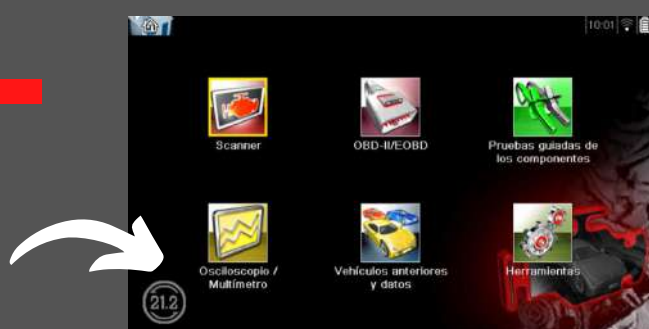 10:01
Scanner
OBD-II/EOBD
Pruebas guiadas de
los componentes
Osciloscopio /
Multímetro
Vehículos anteriores
y datos
Herramientas
21.2